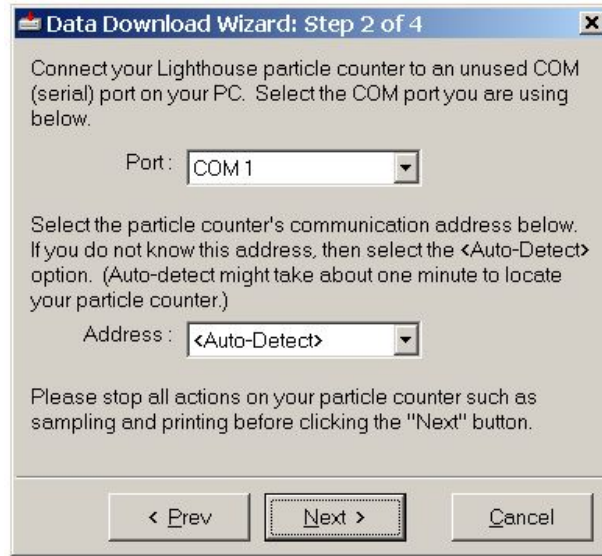 Data Download Wizard: Step 2 of 4
Connect your Lighthouse particle counter to an unused COM
(serial) port on your PC. Select the COM port you are using
below.
Port: COM 1
Select the particle counter's communication address below.
If you do not know this address, then select the <Auto-Detect>
option. (Auto-detect might take about one minute to locate
your particle counter.)
Address: <Auto-Detect>
Please stop all actions on your particle counter such as
sampling and printing before clicking the "Next" button.
< Prev Next > Cancel